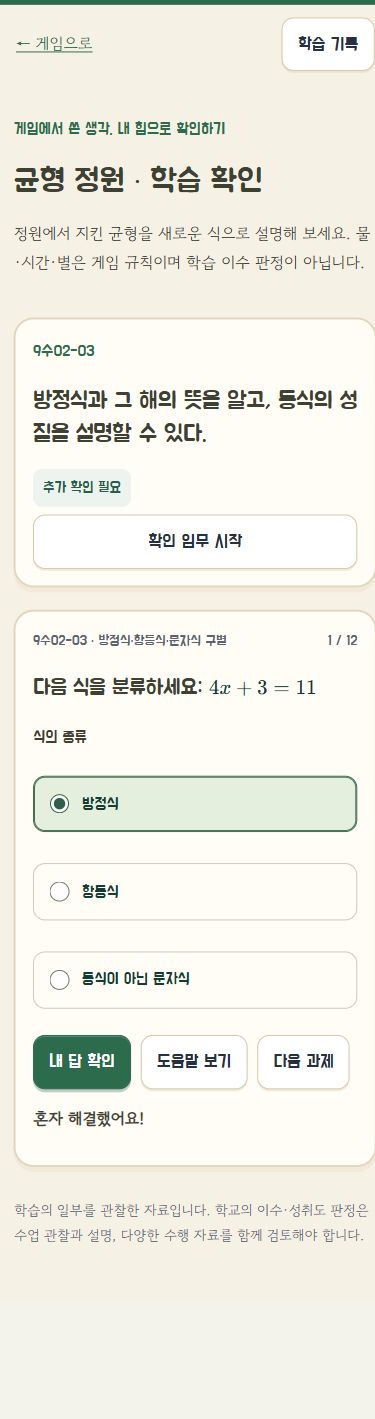 ← 게임으로
학습 기록
게임에서 쓴 생각, 내 힘으로 확인하기
균형 정원 · 학습 확인
정원에서 지킨 균형을 새로운 식으로 설명해 보세요. 물
·시간·별은 게임 규칙이며 학습 이수 판정이 아닙니다.
9수02-03
방정식과 그 해의 뜻을 알고, 등식의 성
질을 설명할 수 있다.
추가 확인 필요
확인 임무 시작
9수02-03 · 방정식·항등식·문자식 구별
1 / 12
다음 식을 분류하세요: 4x + 3 = 11
식의 종류
방정식
항등식
등식이 아닌 문자식
내 답 확인
도움말 보기
다음 과제
혼자 해결했어요!
학습의 일부를 관찰한 자료입니다. 학교의 이수·성취도 판정은
수업 관찰과 설명, 다양한 수행 자료를 함께 검토해야 합니다.